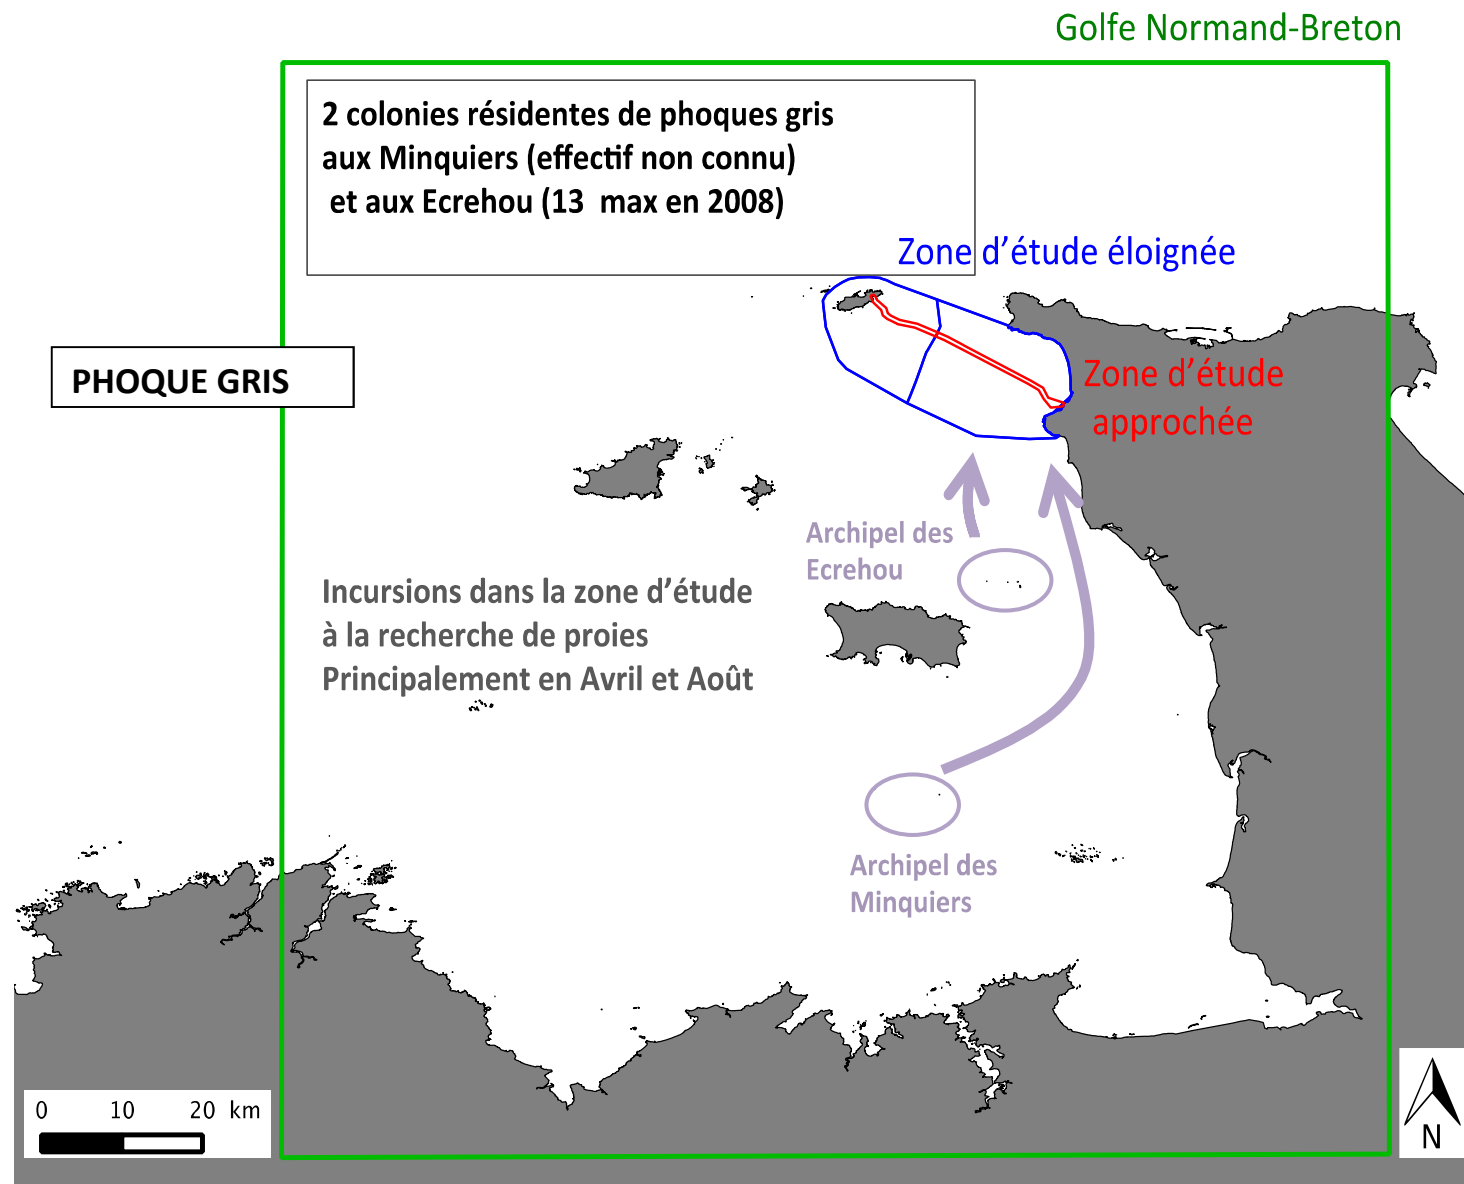 Golfe Normand-Breton
2 colonies résidentes de phoques gris
aux Minquiers (effectif non connu)
et aux Ecrehou (13 max en 2008)
Zone d’étude éloignée
PHOQUE GRIS
Zone d’étude
approchée
Archipel des
Ecrehou
Incursions dans la zone d’étude
à la recherche de proies
Principalement en Avril et Août
Archipel des
Minquiers
0 10 20 km
N